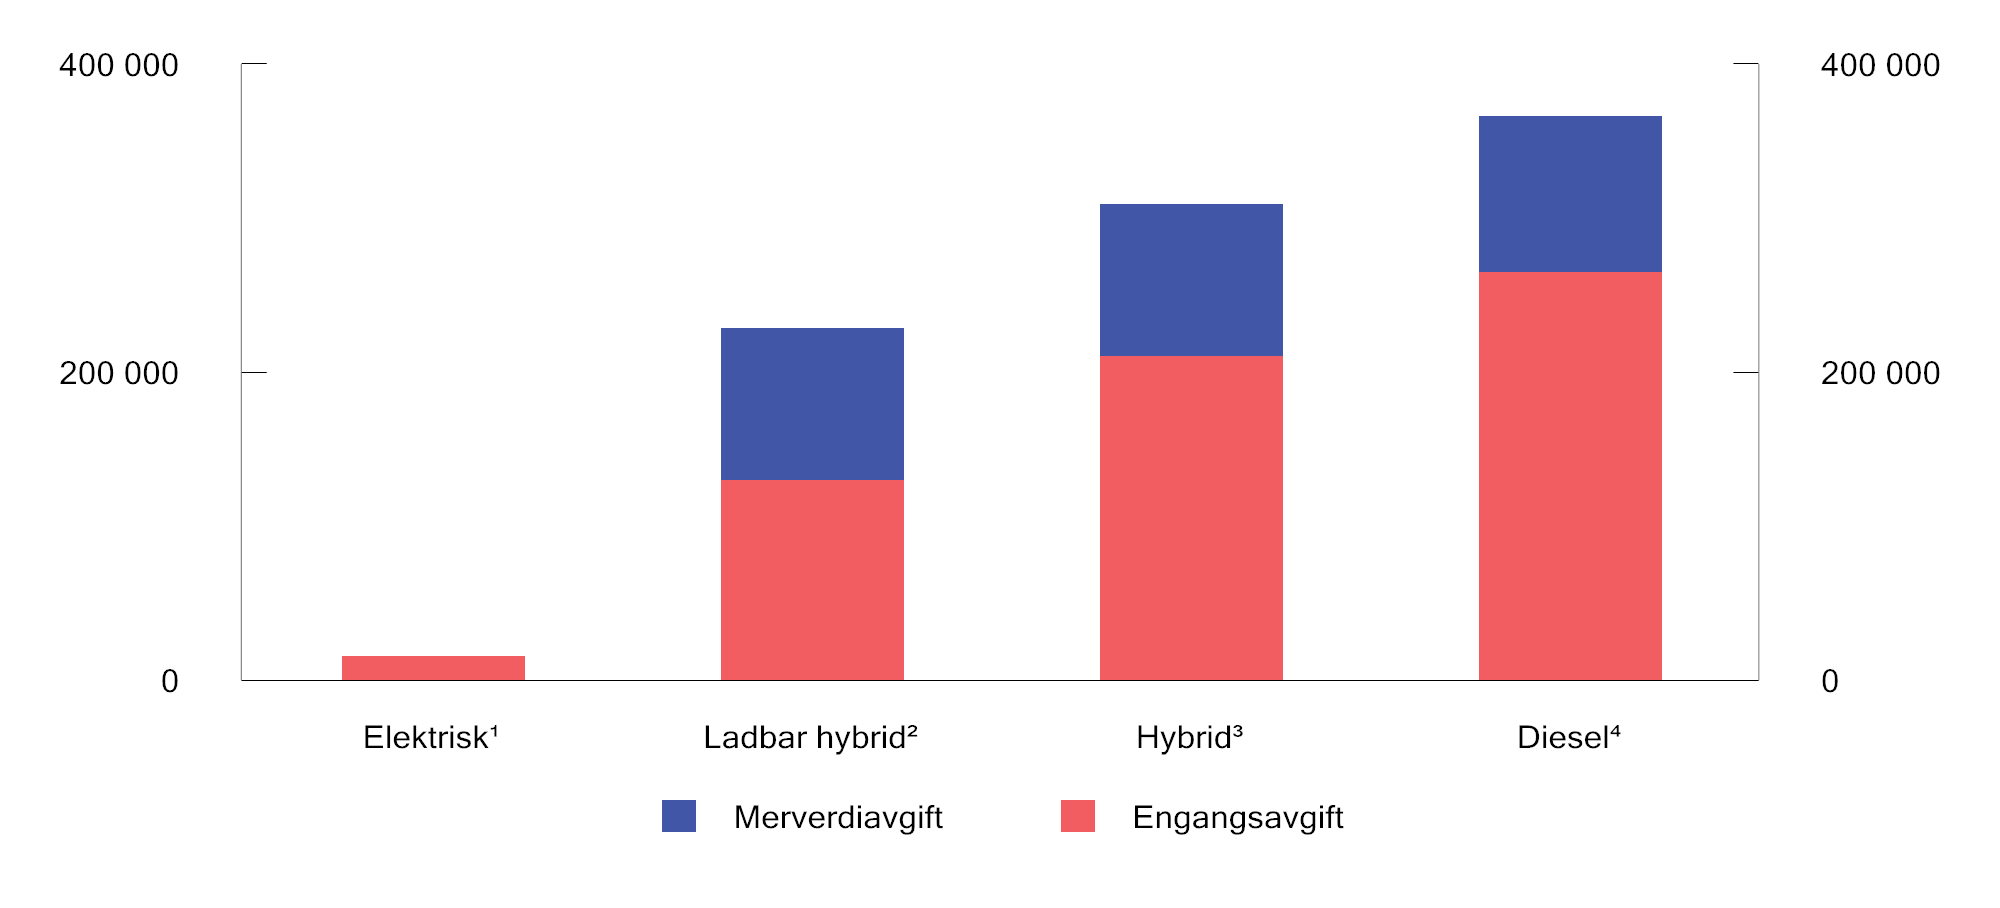 400 000 400 000
200 000 200 000
0 0
Elektrisk¹ Ladbar hybrid² Hybrid³ Diesel⁴
Merverdiavgift Engangsavgift